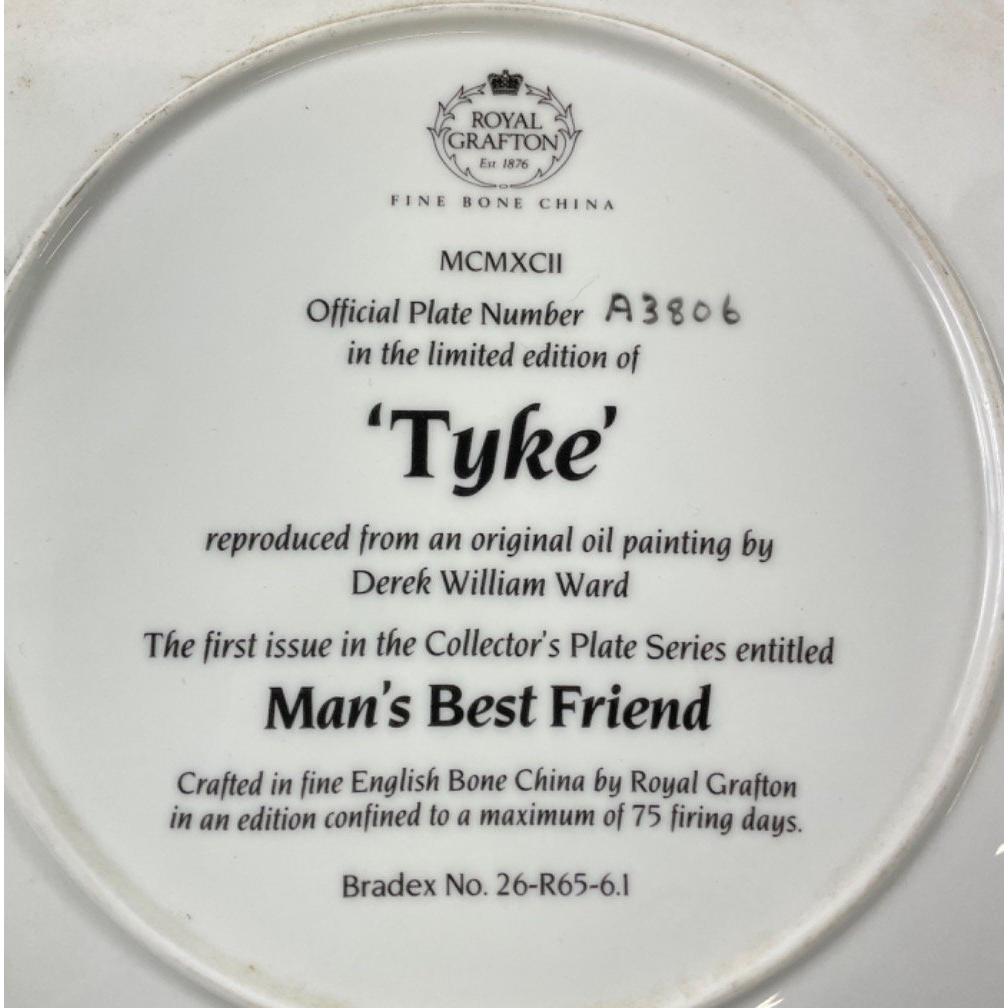 ROYAL
GRAFTON
Est 1876
FINE BONE CHINA
MCMXCII
Official Plate Number A3806
in the limited edition of
‘Tyke’
reproduced from an original oil painting by
Derek William Ward
The first issue in the Collector's Plate Series entitled
Man's Best Friend
Crafted in fine English Bone China by Royal Grafton
in an edition confined to a maximum of 75 firing days.
Bradex No. 26-R65-6.1